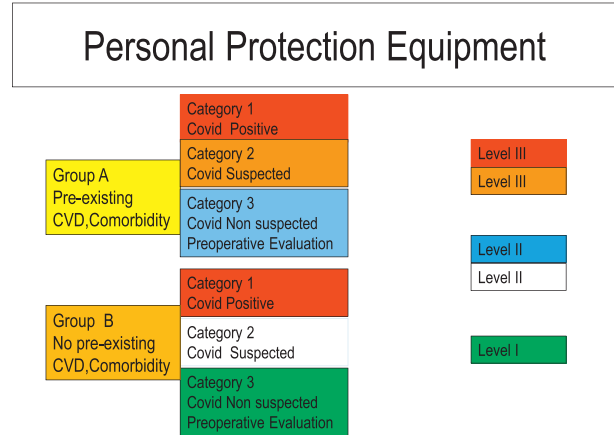 Personal Protection Equipment
Category 1
Covid Positive
Category 2
Covid Suspected
Group A
Pre-existing
CVD,Comorbidity
Category 3
Covid Non suspected
Preoperative Evaluation
Category 1
Covid Positive
Group B
No pre-existing
CVD,Comorbidity
Category 2
Covid Suspected
Category 3
Covid Non suspected
Preoperative Evaluation
Level III
Level III
Level II
Level II
Level I